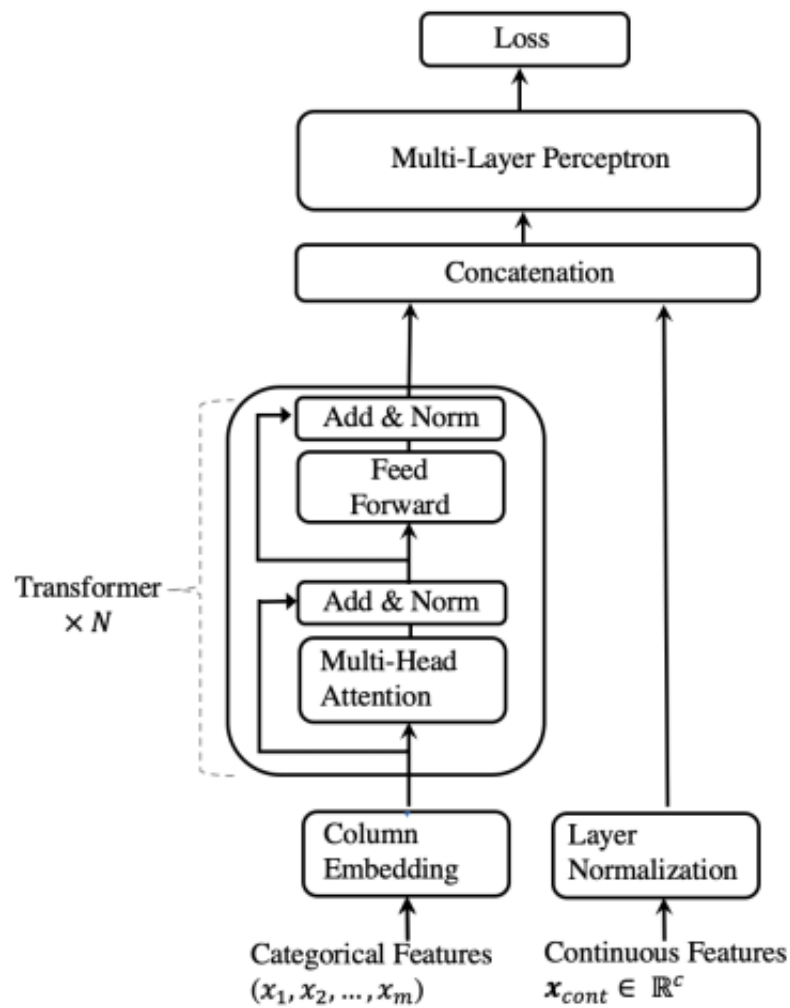 Loss
Multi-Layer Perceptron
Concatenation
Add & Norm
Feed
Forward
Transformer
× N
Add & Norm
Multi-Head
Attention
Column
Embedding
Layer
Normalization
Categorical Features
(x₁, x₂, ..., xₘ)
Continuous Features
x_cont ∈ ℝᶜ